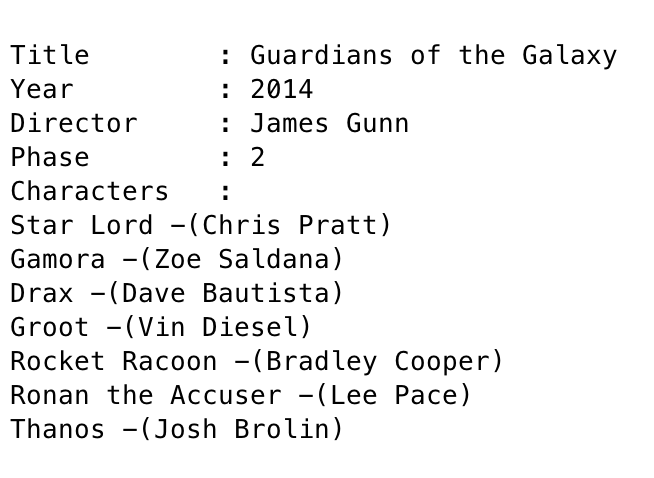 Title        : Guardians of the Galaxy
Year         : 2014
Director     : James Gunn
Phase        : 2
Characters   :
Star Lord –(Chris Pratt)
Gamora –(Zoe Saldana)
Drax –(Dave Bautista)
Groot –(Vin Diesel)
Rocket Racoon –(Bradley Cooper)
Ronan the Accuser –(Lee Pace)
Thanos –(Josh Brolin)